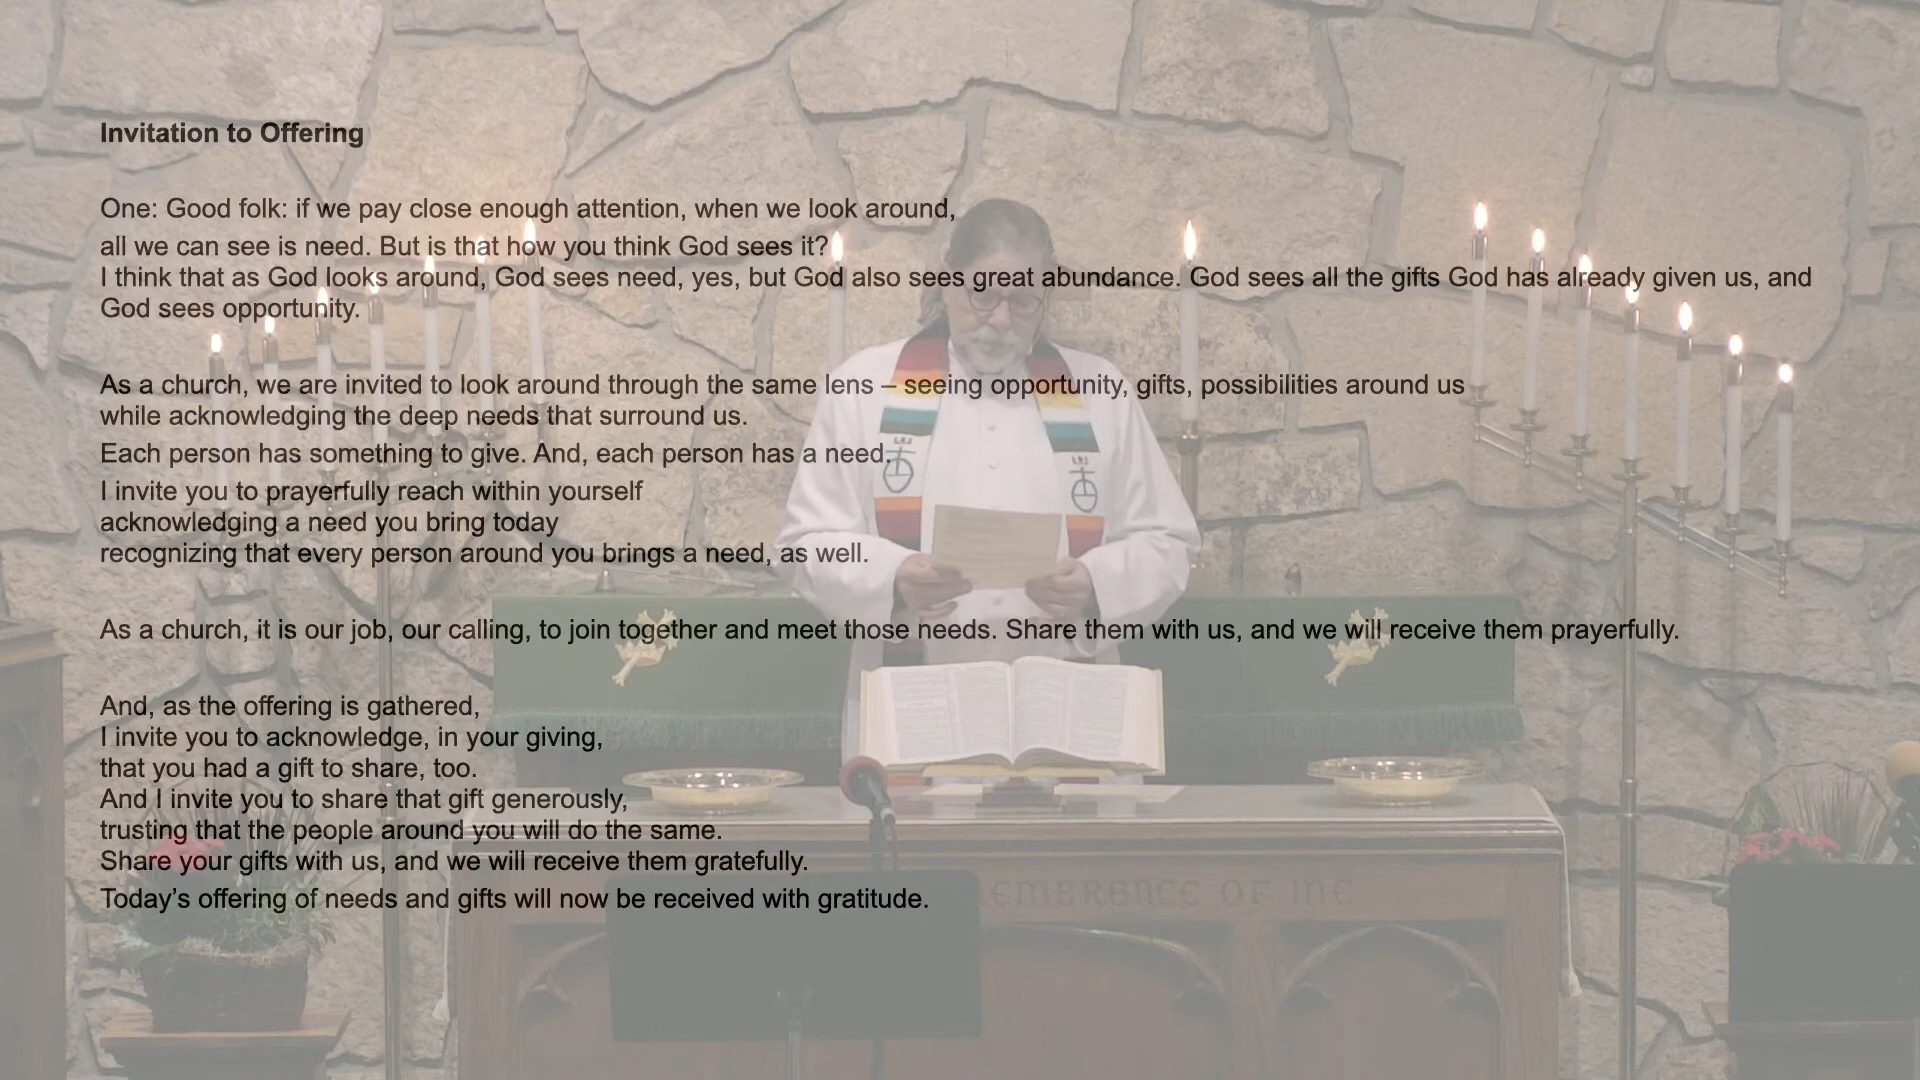 Invitation to Offering
One: Good folk: if we pay close enough attention, when we look around,
all we can see is need. But is that how you think God sees it?
I think that as God looks around, God sees need, yes, but God also sees great abundance. God sees all the gifts God has already given us, and
God sees opportunity.
As a church, we are invited to look around through the same lens – seeing opportunity, gifts, possibilities around us
while acknowledging the deep needs that surround us.
Each person has something to give. And, each person has a need.
I invite you to prayerfully reach within yourself
acknowledging a need you bring today
recognizing that every person around you brings a need, as well.
As a church, it is our job, our calling, to join together and meet those needs. Share them with us, and we will receive them prayerfully.
And, as the offering is gathered,
I invite you to acknowledge, in your giving,
that you had a gift to share, too.
And I invite you to share that gift generously,
trusting that the people around you will do the same.
Share your gifts with us, and we will receive them gratefully.
Today’s offering of needs and gifts will now be received with gratitude.
EMBRANCE OF ME